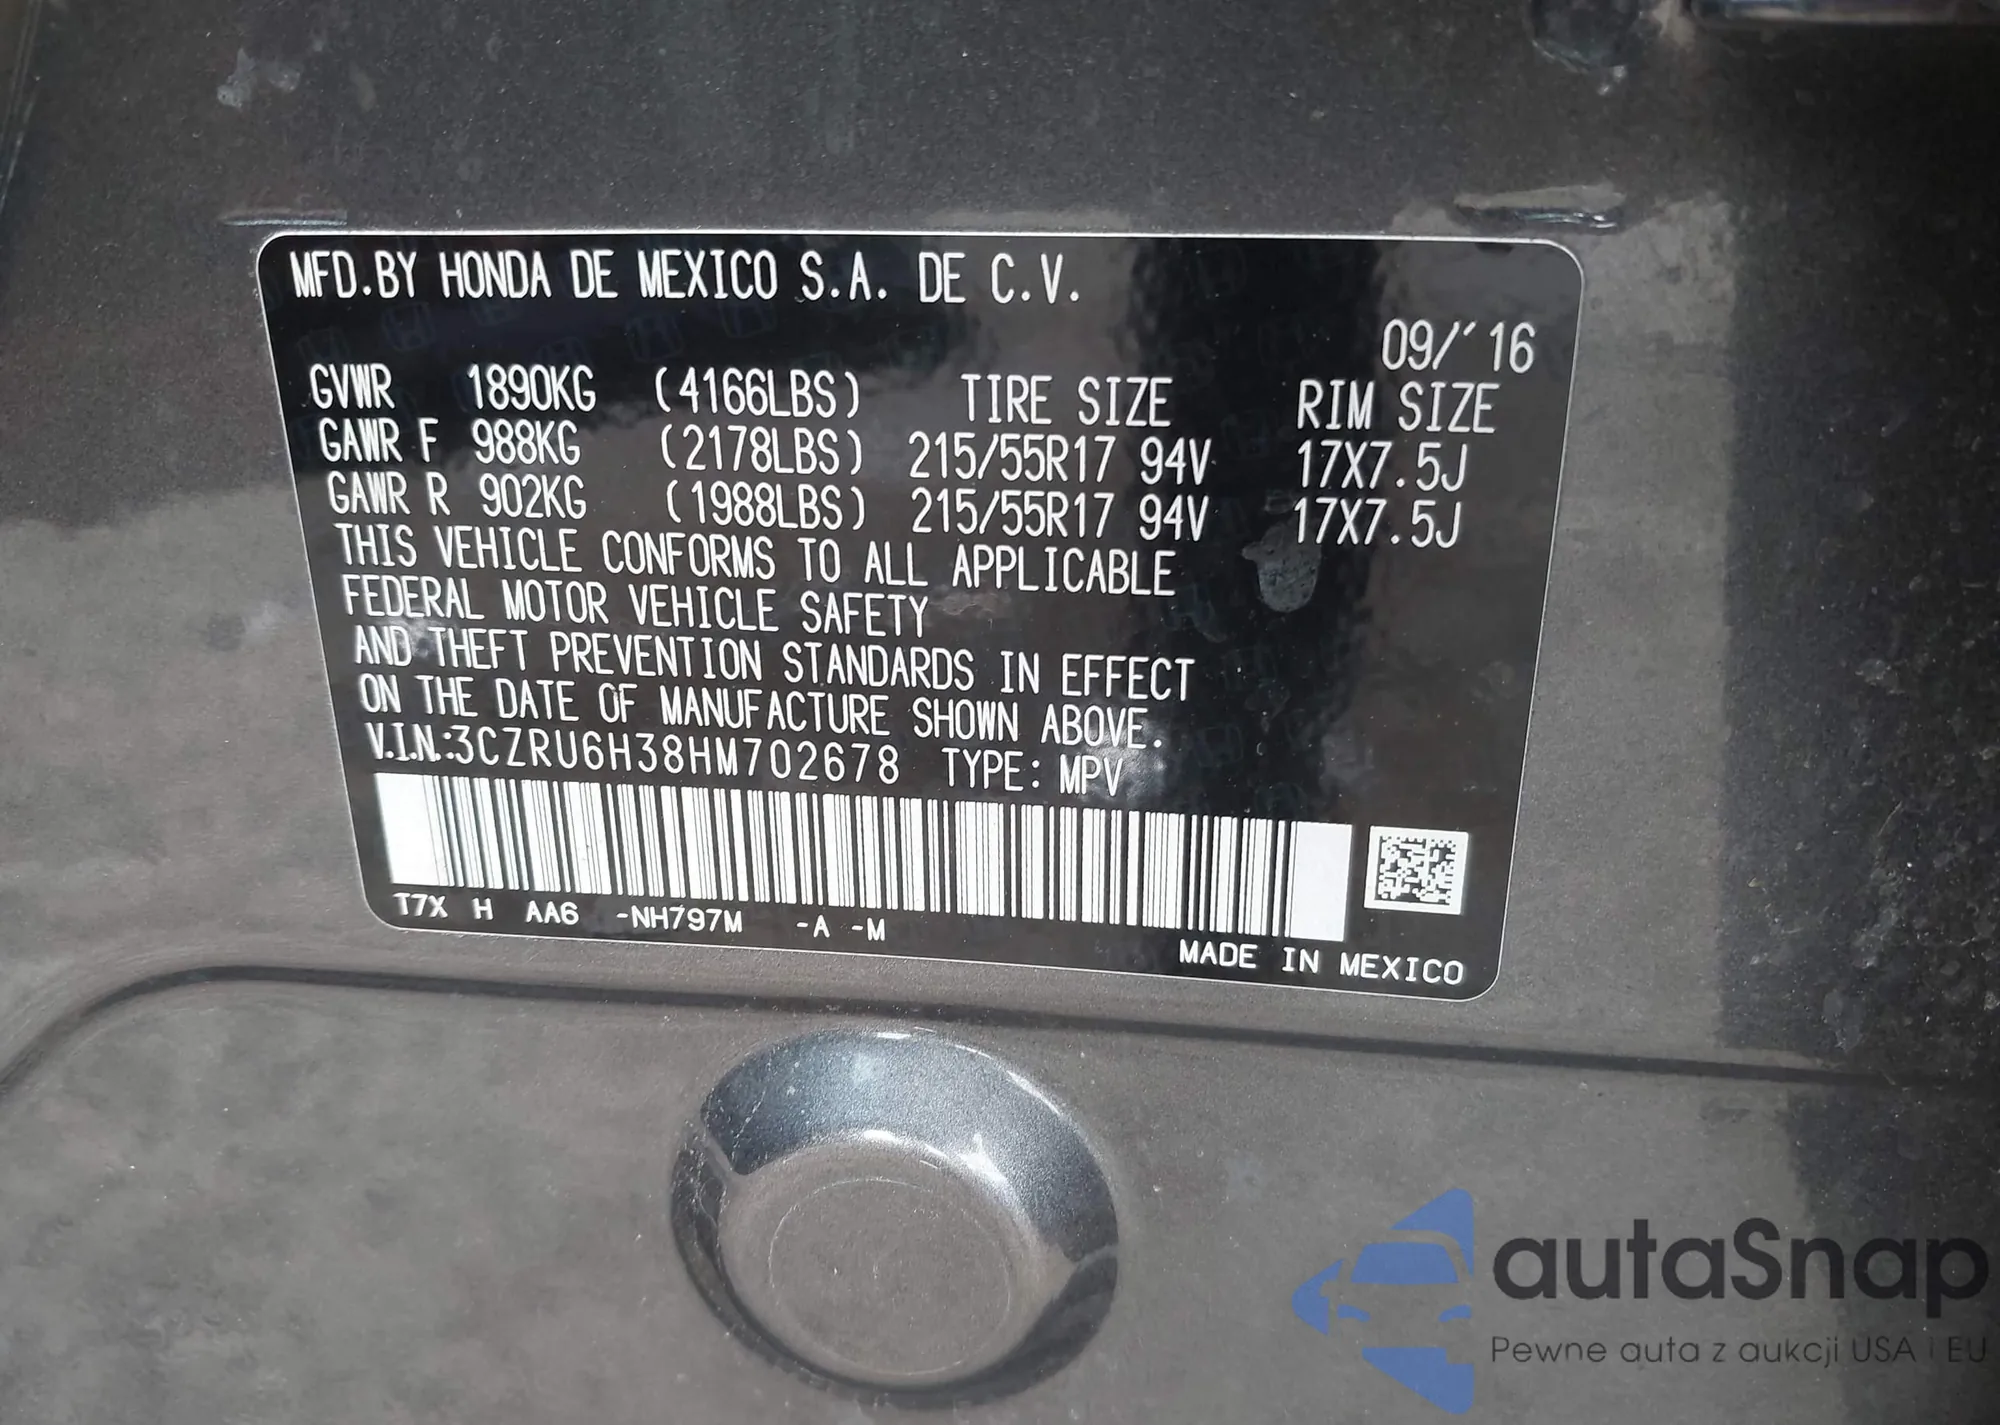 MFD.BY HONDA DE MEXICO S.A. DE C.V.
09/'16
GVWR 1890KG (4166LBS) TIRE SIZE RIM SIZE
GAWR F 988KG (2178LBS) 215/55R17 94V 17X7.5J
GAWR R 902KG (1988LBS) 215/55R17 94V 17X7.5J
THIS VEHICLE CONFORMS TO ALL APPLICABLE
FEDERAL MOTOR VEHICLE SAFETY
AND THEFT PREVENTION STANDARDS IN EFFECT
ON THE DATE OF MANUFACTURE SHOWN ABOVE.
V.I.N.:3CZRU6H38HM702678 TYPE: MPV
T7X H AA6 -NH797M -A -M
MADE IN MEXICO
autaSnap
Pewne auta z aukcji USA i EU